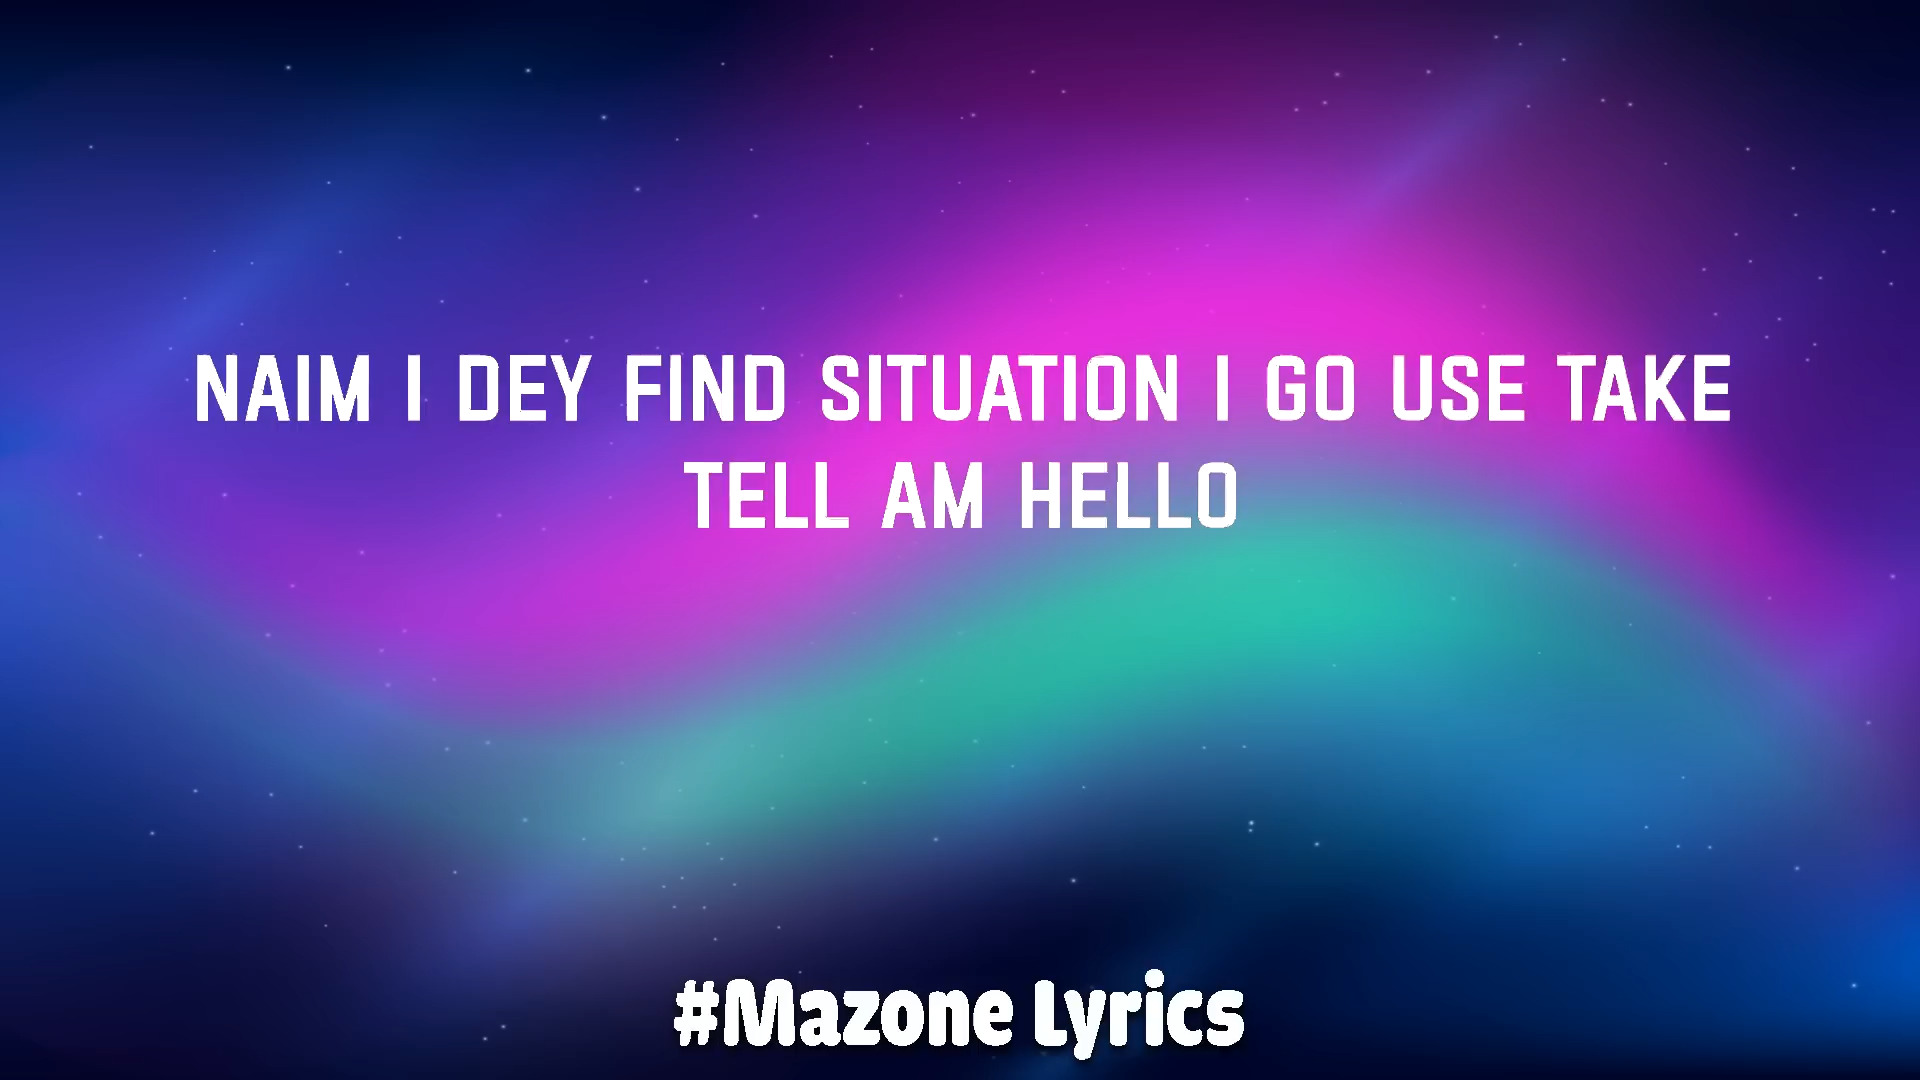 NAIM I DEY FIND SITUATION I GO USE TAKE
TELL AM HELLO
#Mazone Lyrics